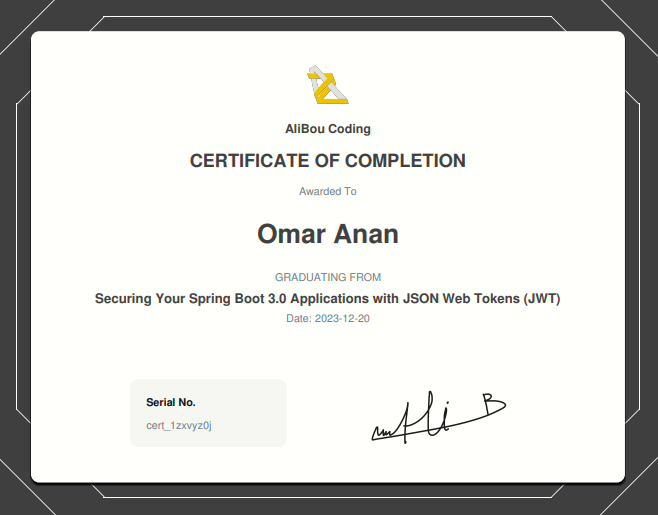 AliBou Coding
CERTIFICATE OF COMPLETION
Awarded To
Omar Anan
GRADUATING FROM
Securing Your Spring Boot 3.0 Applications with JSON Web Tokens (JWT)
Date: 2023-12-20
Serial No.
cert_1zxvyz0j
Ali B